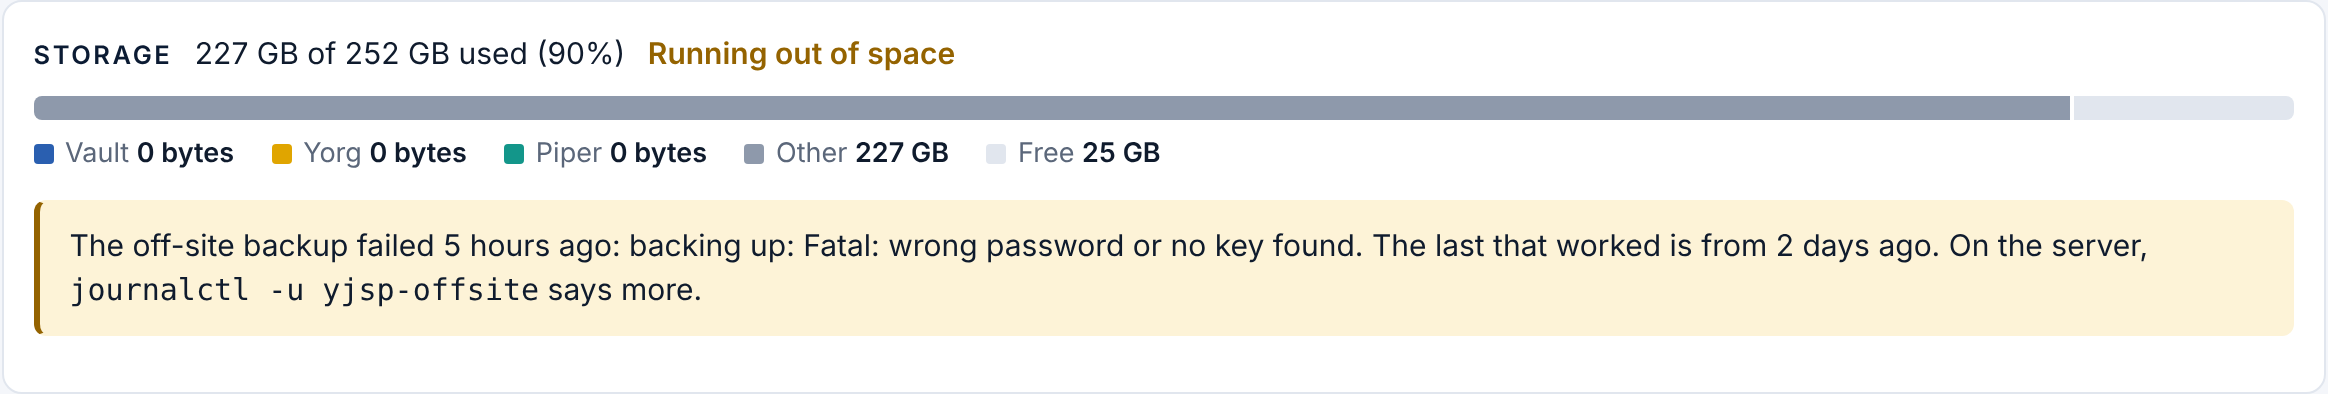 STORAGE 227 GB of 252 GB used (90%) Running out of space
Vault 0 bytes Yorg 0 bytes Piper 0 bytes Other 227 GB Free 25 GB
The off-site backup failed 5 hours ago: backing up: Fatal: wrong password or no key found. The last that worked is from 2 days ago. On the server,
journalctl -u yjsp-offsite says more.